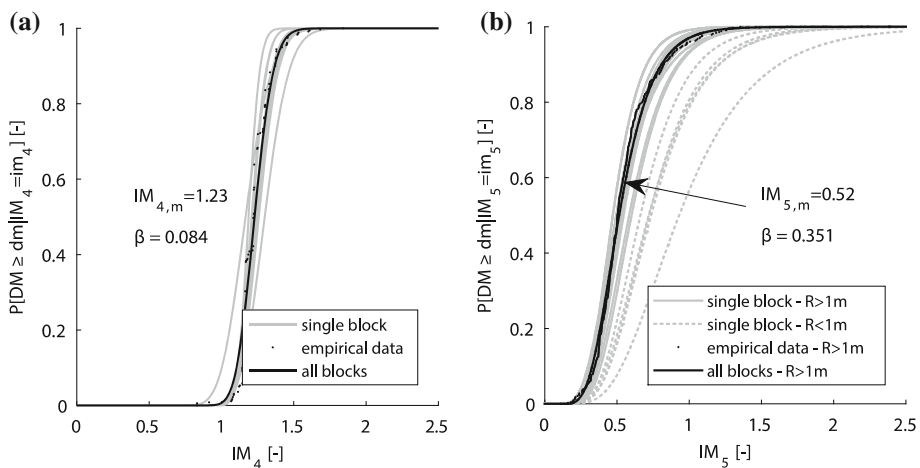 (a)
P[DM ≥ dm|IM₄=im₄] [-]
1
0.8
0.6
0.4
0.2
0
IM₄,ₘ=1.23
β = 0.084
single block
empirical data
all blocks
0 0.5 1 1.5 2 2.5
IM₄ [-]
(b)
P[DM ≥ dm|IM₅=im₅] [-]
1
0.8
0.6
0.4
0.2
0
IM₅,ₘ=0.52
β = 0.351
single block - R>1m
single block - R<1m
empirical data - R>1m
all blocks - R>1m
0 0.5 1 1.5 2 2.5
IM₅ [-]